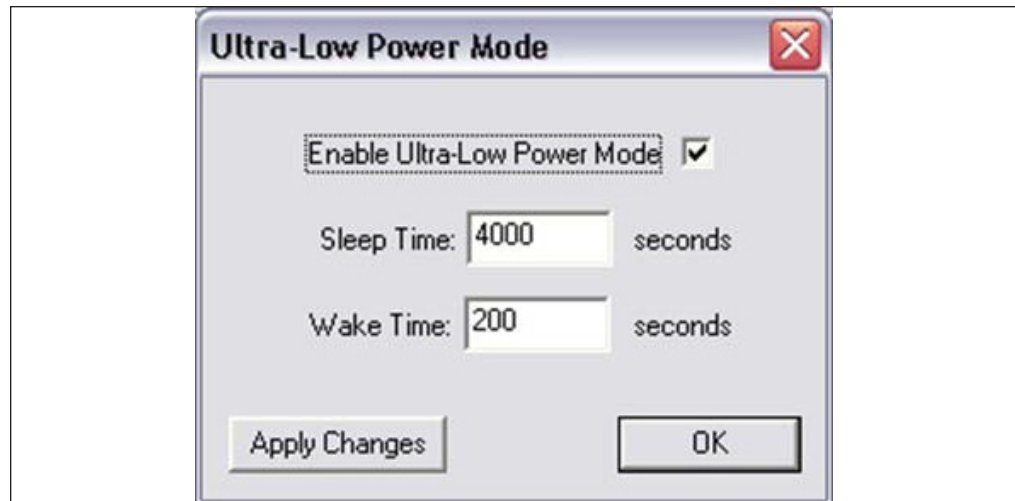 Ultra-Low Power Mode
Enable Ultra-Low Power Mode
Sleep Time: 4000 seconds
Wake Time: 200 seconds
Apply Changes OK